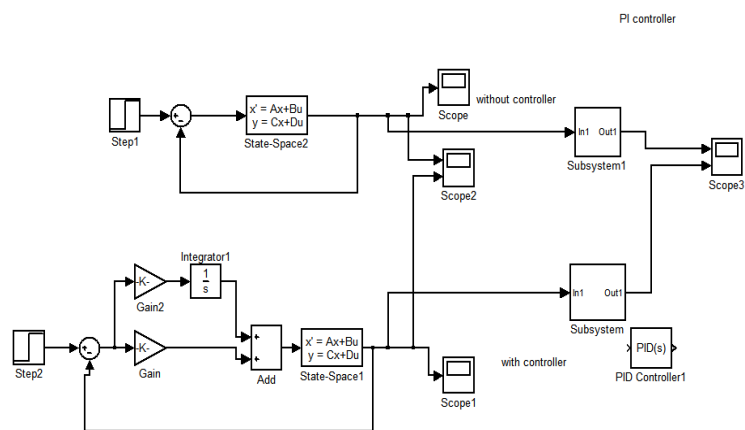 PI controller
x' = Ax+Bu
y = Cx+Du
State-Space2
Step1
Scope
without controller
In1 Out1
Subsystem1
Scope2
Scope3
Integrator1
1
s
-K-
Gain2
-K-
Gain
Step2
Add
x' = Ax+Bu
y = Cx+Du
State-Space1
Scope1
with controller
In1 Out1
Subsystem
PID(s)
PID Controller1